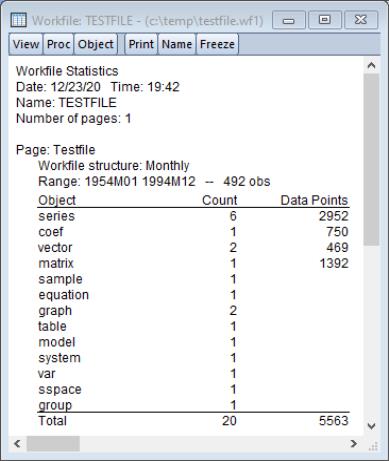 Workfile: TESTFILE - (c:\temp\testfile.wf1)
View Proc Object Print Name Freeze
Workfile Statistics
Date: 12/23/20 Time: 19:42
Name: TESTFILE
Number of pages: 1
Page: Testfile
Workfile structure: Monthly
Range: 1954M01 1994M12 -- 492 obs
Object Count Data Points
series 6 2952
coef 1 750
vector 2 469
matrix 1 1392
sample 1
equation 1
graph 2
table 1
model 1
system 1
var 1
sspace 1
group 1
Total 20 5563